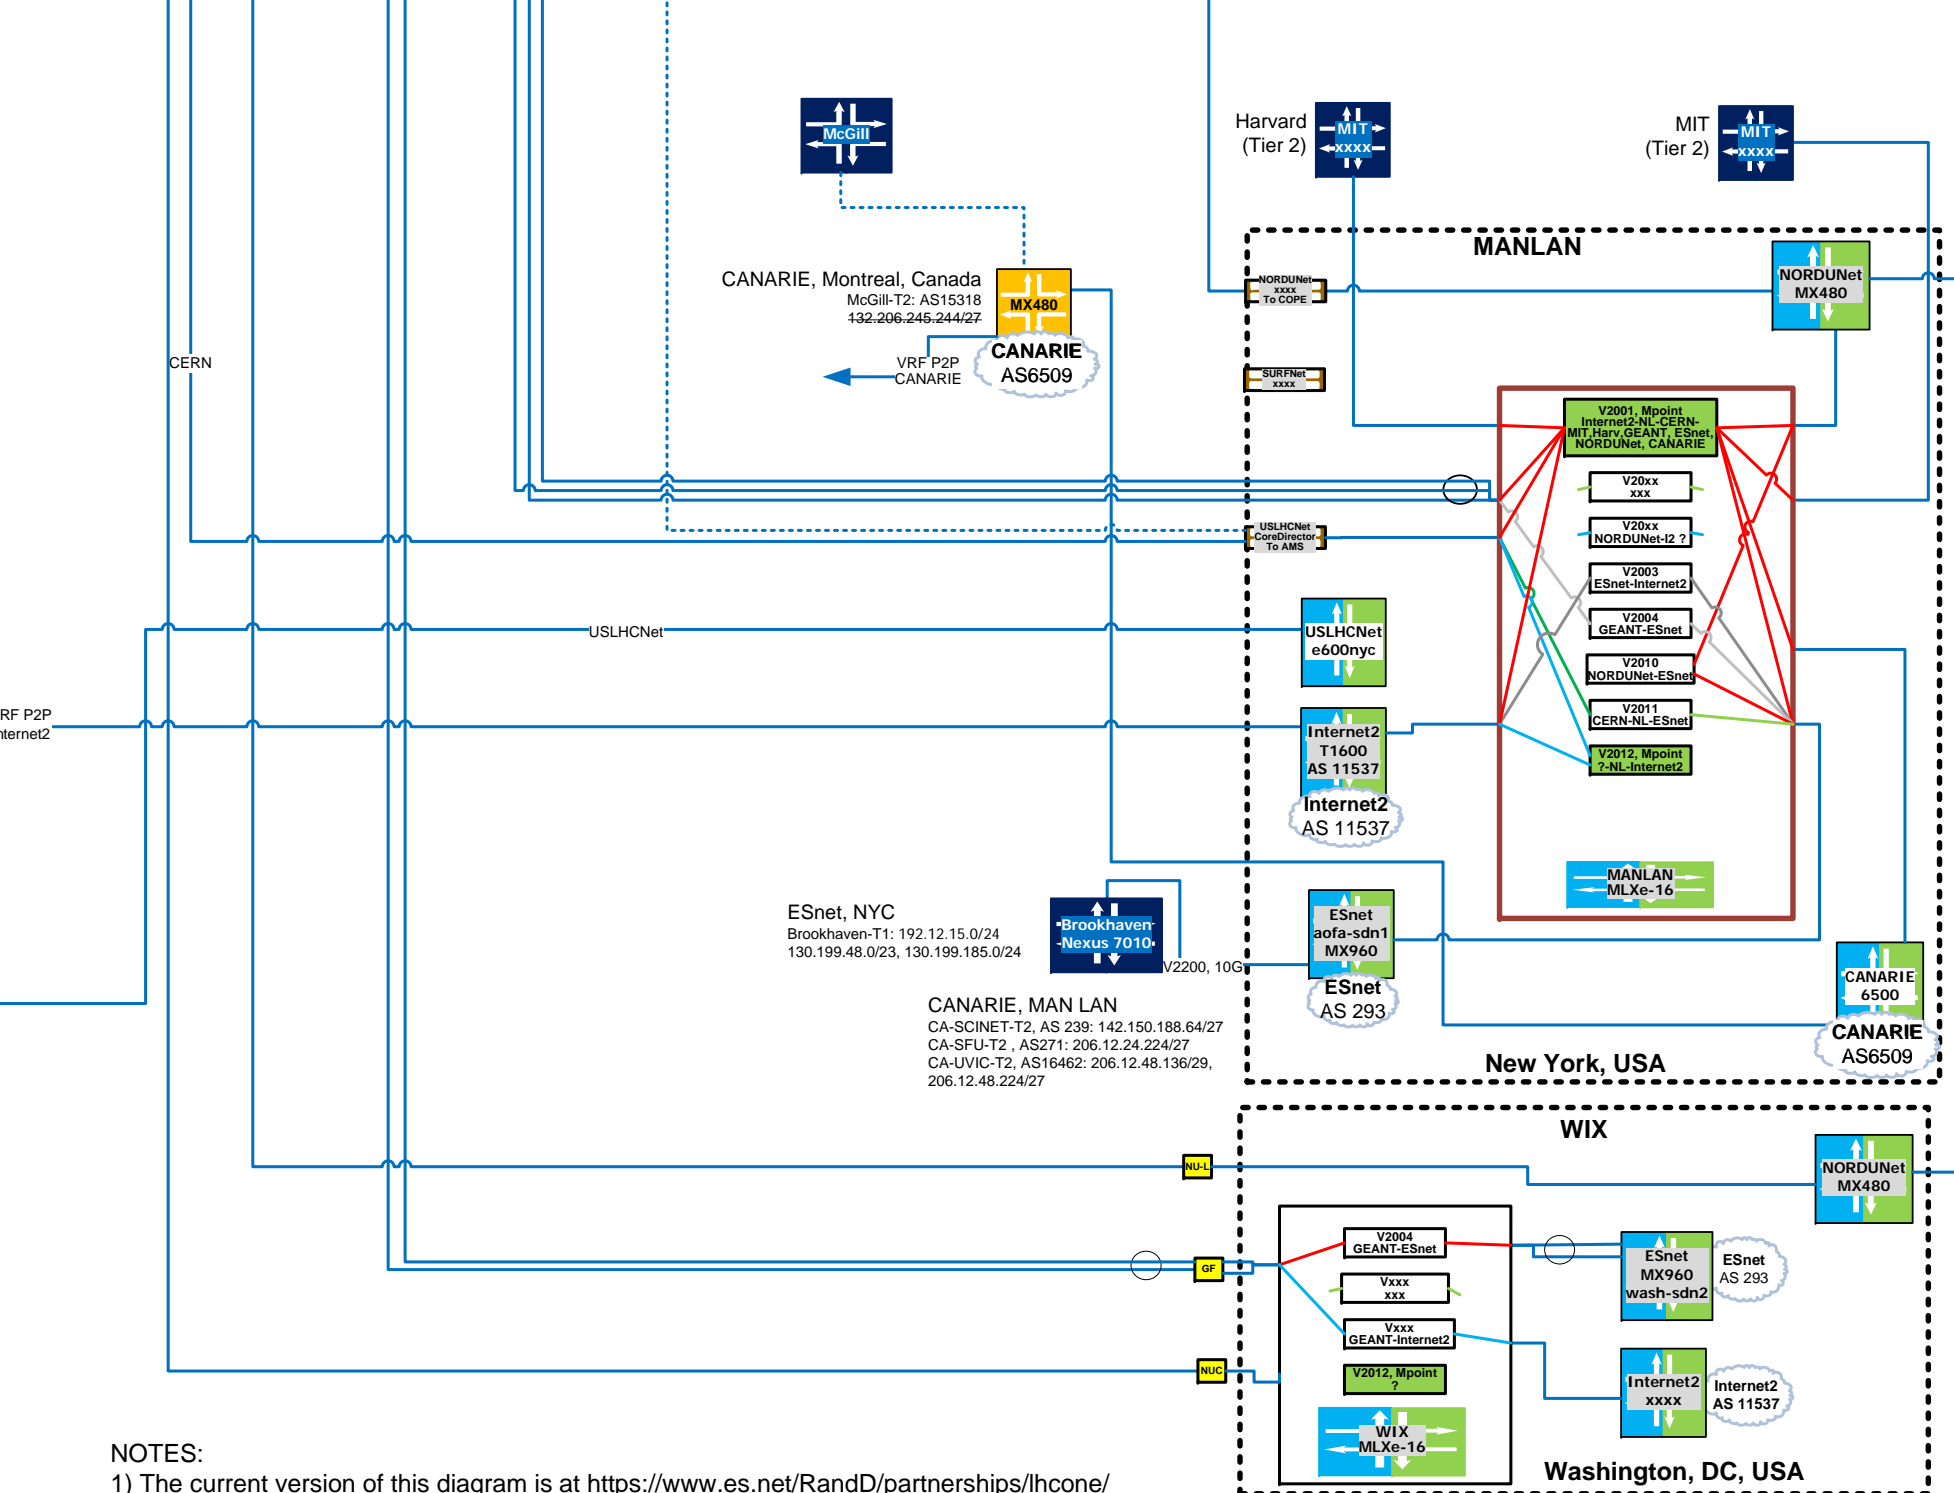 McGill
Harvard
(Tier 2)
MIT
xxxx
MIT
(Tier 2)
MIT
xxxx
MANLAN
CANARIE, Montreal, Canada
McGill-T2: AS15318
132.206.245.244/27
MX480
CANARIE
AS6509
VRF P2P
CANARIE
CERN
NORDUNet
xxxx
To COPE
NORDUNet
MX480
SURFNet
xxxx
V2001, Mpoint
Internet2-NL-CERN-
MIT,Harv,GEANT, ESnet,
NORDUNet, CANARIE
V20xx
xxx
V20xx
NORDUNet-I2 ?
V2003
ESnet-Internet2
V2004
GEANT-ESnet
V2010
NORDUNet-ESnet
V2011
CERN-NL-ESnet
V2012, Mpoint
?-NL-Internet2
USLHCNet
CoreDirector
To AMS
USLHCNet
USLHCNet
e600nyc
RF P2P
nternet2
Internet2
T1600
AS 11537
Internet2
AS 11537
MANLAN
MLXe-16
ESnet, NYC
Brookhaven-T1: 192.12.15.0/24
130.199.48.0/23, 130.199.185.0/24
Brookhaven
Nexus 7010
V2200, 10G
ESnet
aofa-sdn1
MX960
ESnet
AS 293
CANARIE
6500
CANARIE
AS6509
CANARIE, MAN LAN
CA-SCINET-T2, AS 239: 142.150.188.64/27
CA-SFU-T2 , AS271: 206.12.24.224/27
CA-UVIC-T2, AS16462: 206.12.48.136/29,
206.12.48.224/27
New York, USA
WIX
NU-L
NORDUNet
MX480
V2004
GEANT-ESnet
GF
Vxxx
xxx
Vxxx
GEANT-Internet2
V2012, Mpoint
?
NUC
ESnet
MX960
wash-sdn2
ESnet
AS 293
Internet2
xxxx
Internet2
AS 11537
WIX
MLXe-16
Washington, DC, USA
NOTES:
1) The current version of this diagram is at https://www.es.net/RandD/partnerships/lhcone/